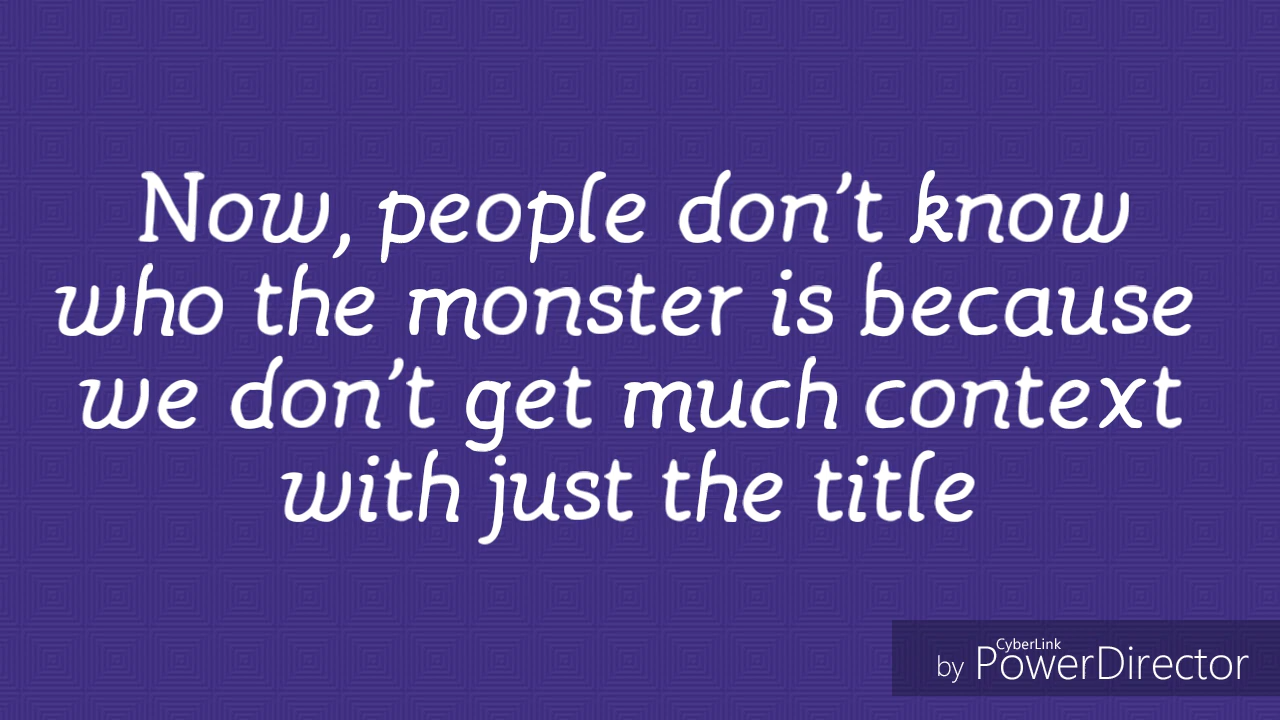 Now, people don't know
who the monster is because
we don't get much context
with just the title
CyberLink
by PowerDirector